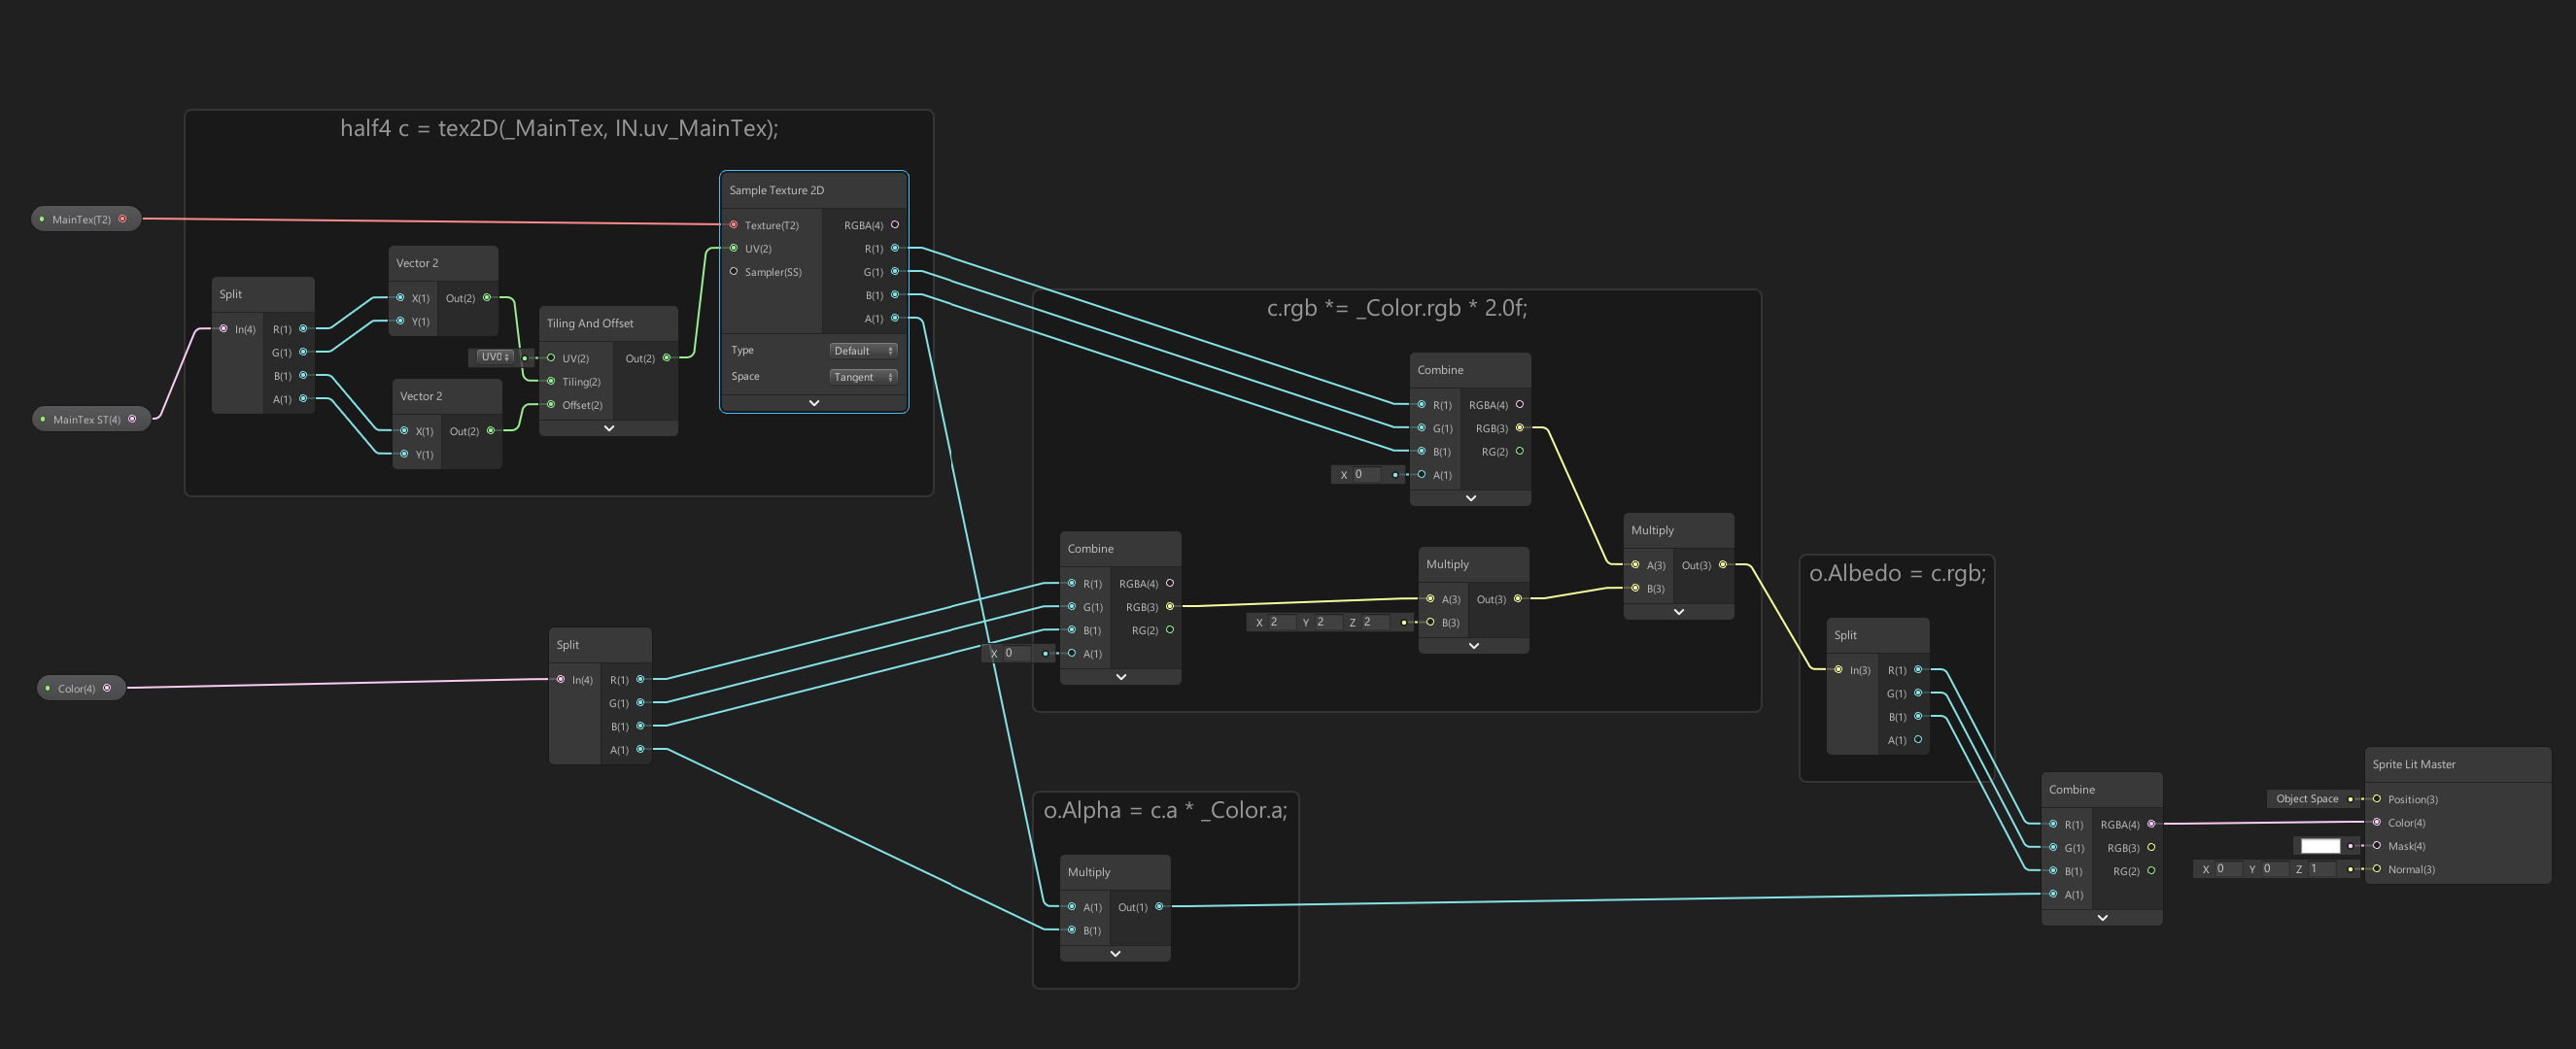 half4 c = tex2D(_MainTex, IN.uv_MainTex);
MainTex(T2)
MainTex ST(4)
Split
In(4)
R(1)
G(1)
B(1)
A(1)
Vector 2
X(1)
Y(1)
Out(2)
Vector 2
X(1)
Y(1)
Out(2)
UV0
Tiling And Offset
UV(2)
Tiling(2)
Offset(2)
Out(2)
Sample Texture 2D
Texture(T2)
UV(2)
Sampler(SS)
RGBA(4)
R(1)
G(1)
B(1)
A(1)
Type Default
Space Tangent
c.rgb *= _Color.rgb * 2.0f;
Combine
R(1) RGBA(4)
G(1) RGB(3)
B(1) RG(2)
X 0 A(1)
Color(4)
Split
In(4)
R(1)
G(1)
B(1)
A(1)
Combine
R(1) RGBA(4)
G(1) RGB(3)
B(1) RG(2)
X 0 A(1)
Multiply
A(3) Out(3)
X 2 Y 2 Z 2 B(3)
Multiply
A(3) Out(3)
B(3)
o.Alpha = c.a * _Color.a;
Multiply
A(1) Out(1)
B(1)
o.Albedo = c.rgb;
Split
In(3)
R(1)
G(1)
B(1)
A(1)
Combine
R(1) RGBA(4)
G(1) RGB(3)
B(1) RG(2)
A(1)
Sprite Lit Master
Object Space Position(3)
Color(4)
Mask(4)
X 0 Y 0 Z 1 Normal(3)